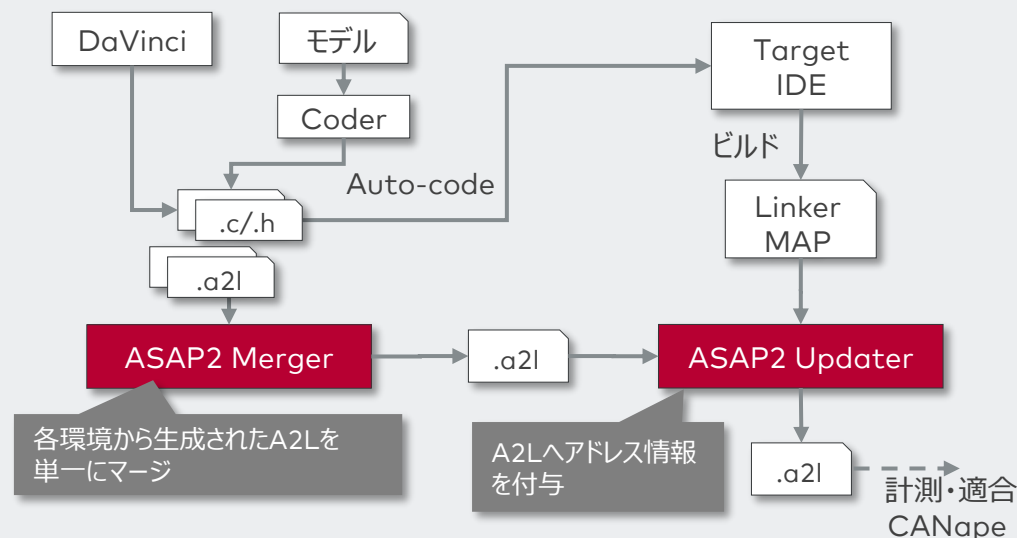 DaVinci
モデル
Target
IDE
Coder
ビルド
Auto-code
.c/.h
Linker
MAP
.a2l
ASAP2 Merger
.a2l
ASAP2 Updater
各環境から生成されたA2Lを
単一にマージ
A2Lへアドレス情報
を付与
.a2l
計測・適合
CANape